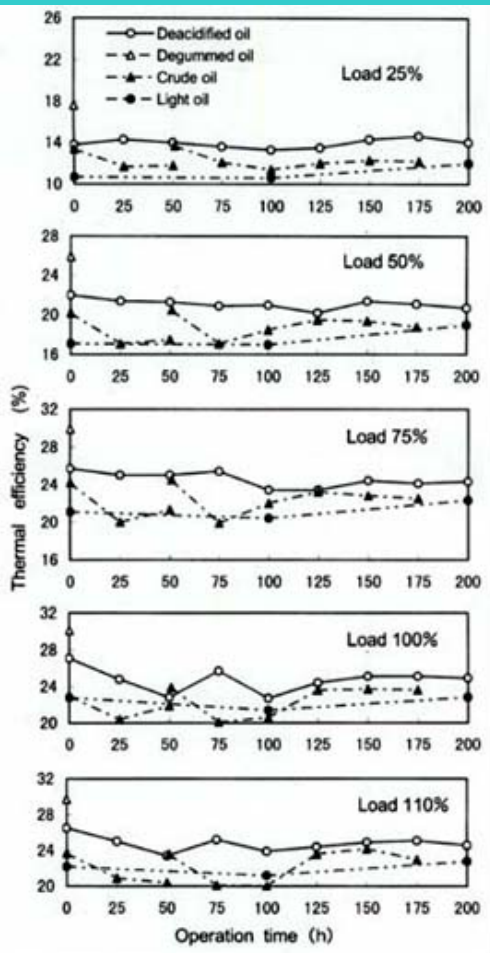 26
22
18
14
10
Deacidified oil
Degummed oil
Crude oil
Light oil
Load 25%
0 25 50 75 100 125 150 175 200
28
24
20
16
Load 50%
0 25 50 75 100 125 150 175 200
Thermal efficiency (%)
32
28
24
20
16
Load 75%
0 25 50 75 100 125 150 175 200
32
28
24
20
Load 100%
0 25 50 75 100 125 150 175 200
32
28
24
20
Load 110%
0 25 50 75 100 125 150 175 200
Operation time (h)